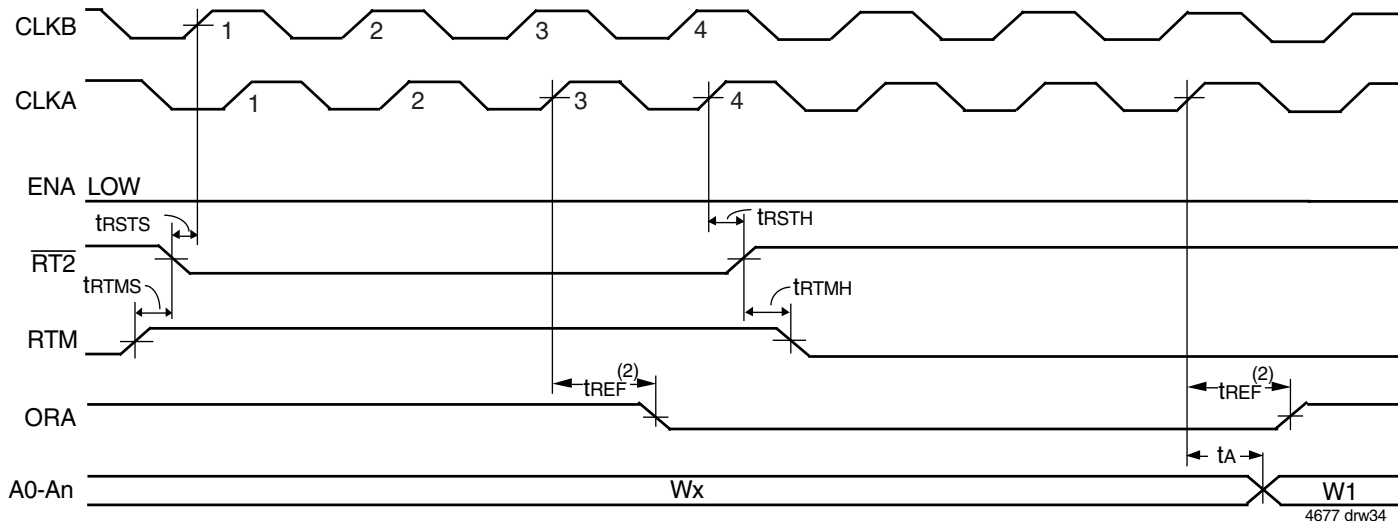 CLKB 1 2 3 4
CLKA 1 2 3 4
ENA LOW
tRSTS tRSTH
RT2
tRTMS tRTMH
RTM
tREF(2) tREF(2)
ORA
tA
A0-An Wx W1
4677 drw34